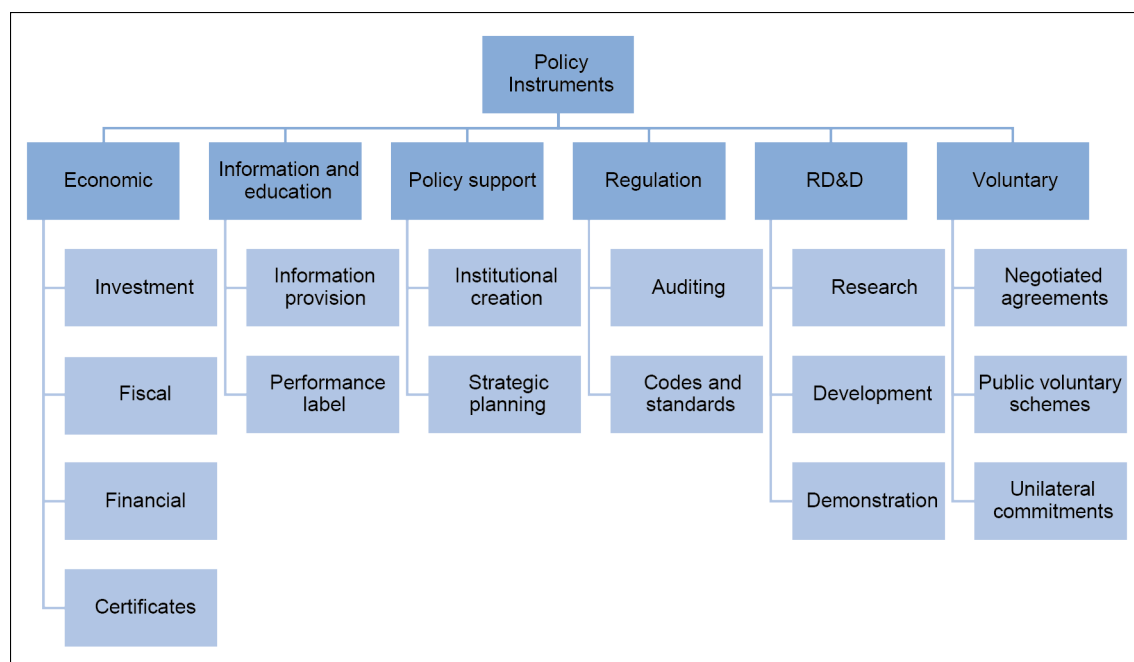 Policy
Instruments
Economic
Information and
education
Policy support
Regulation
RD&D
Voluntary
Investment
Information
provision
Institutional
creation
Auditing
Research
Negotiated
agreements
Fiscal
Performance
label
Strategic
planning
Codes and
standards
Development
Public voluntary
schemes
Financial
Demonstration
Unilateral
commitments
Certificates